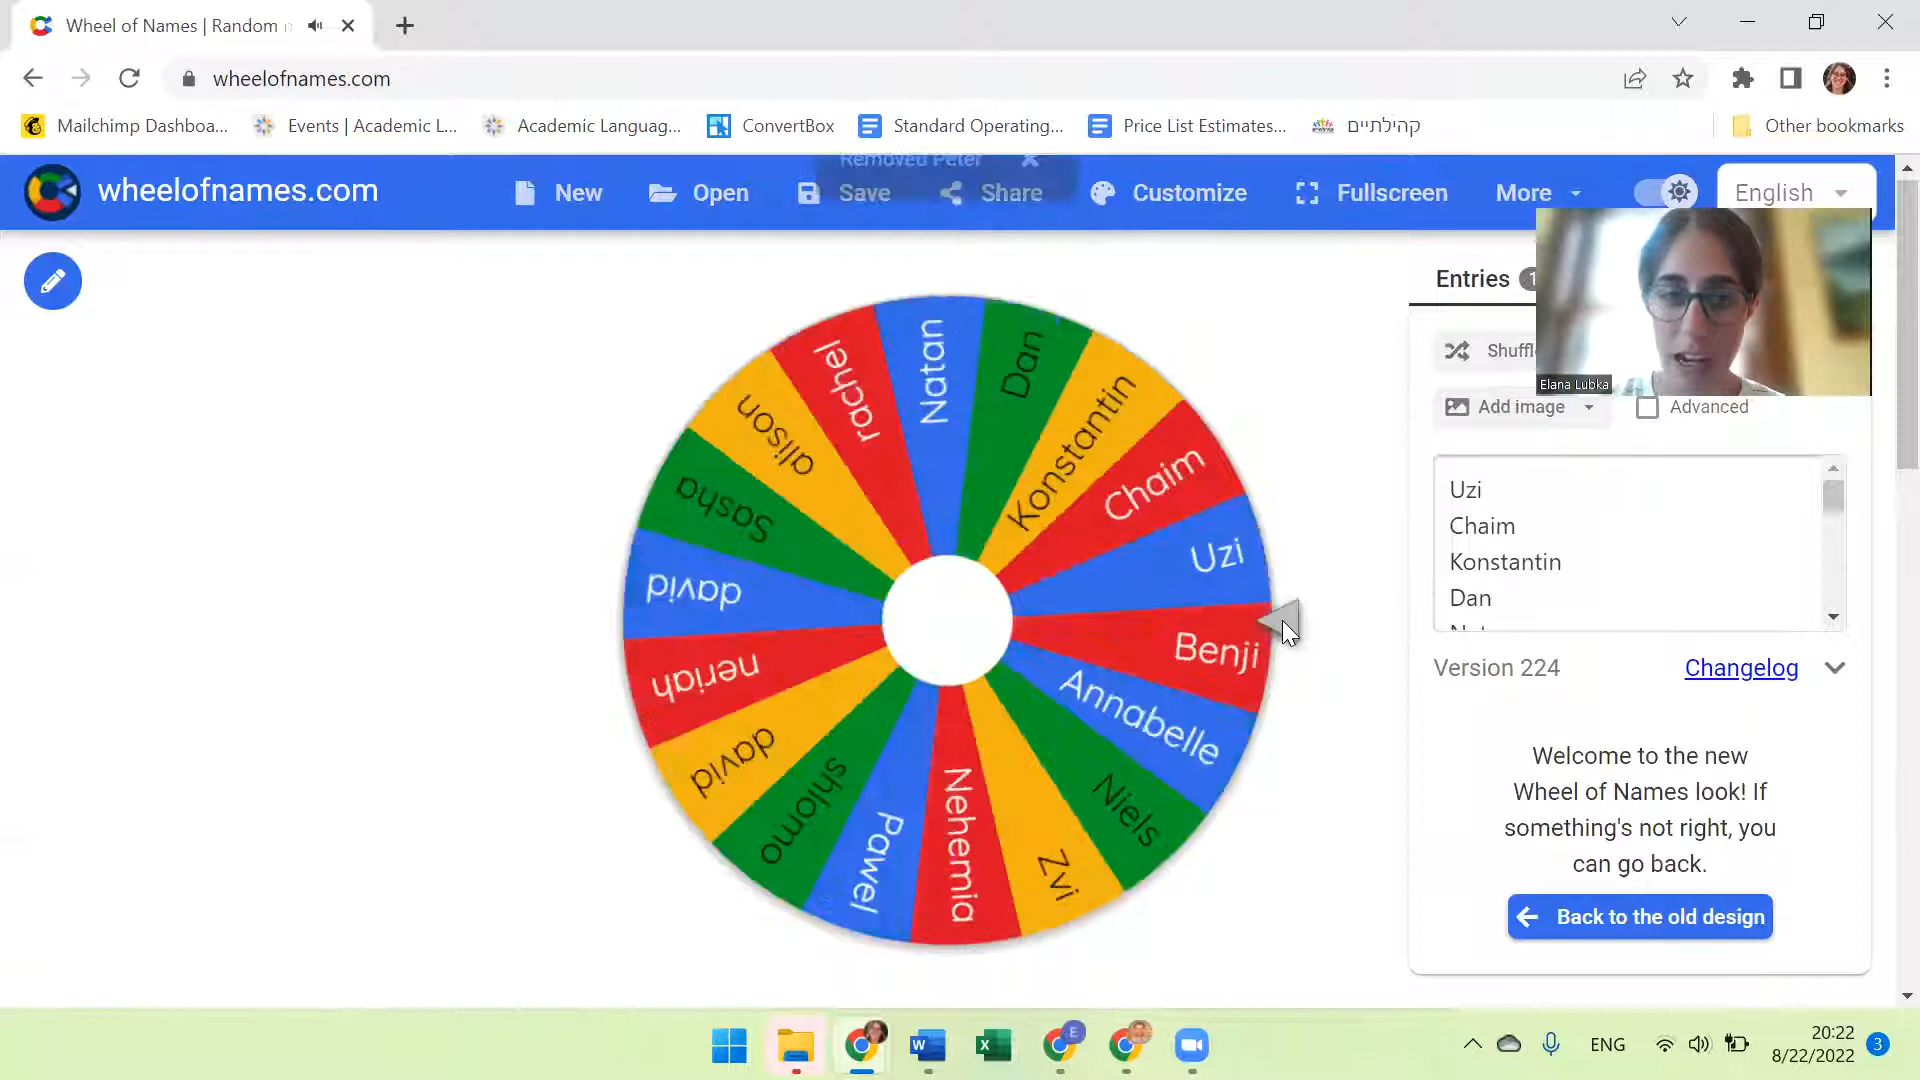 Wheel of Names | Random
wheelofnames.com
Mailchimp Dashboa...
Events | Academic L...
Academic Languag...
ConvertBox
Standard Operating...
Price List Estimates...
קהילתיים
Other bookmarks
Removed Peter
wheelofnames.com
New
Open
Save
Share
Customize
Fullscreen
More
English
Entries
Shuffl
Elana Lubka
Add image
Advanced
Uzi
Chaim
Konstantin
Dan
Version 224
Changelog
Welcome to the new
Wheel of Names look! If
something's not right, you
can go back.
Back to the old design
Natan
Dan
Konstantin
Chaim
Uzi
Benji
Annabelle
Niels
Zvi
Nehemia
Pawel
shlomo
david
neriah
david
Sasha
alison
rachel
E
W
X
ENG
20:22
8/22/2022
3